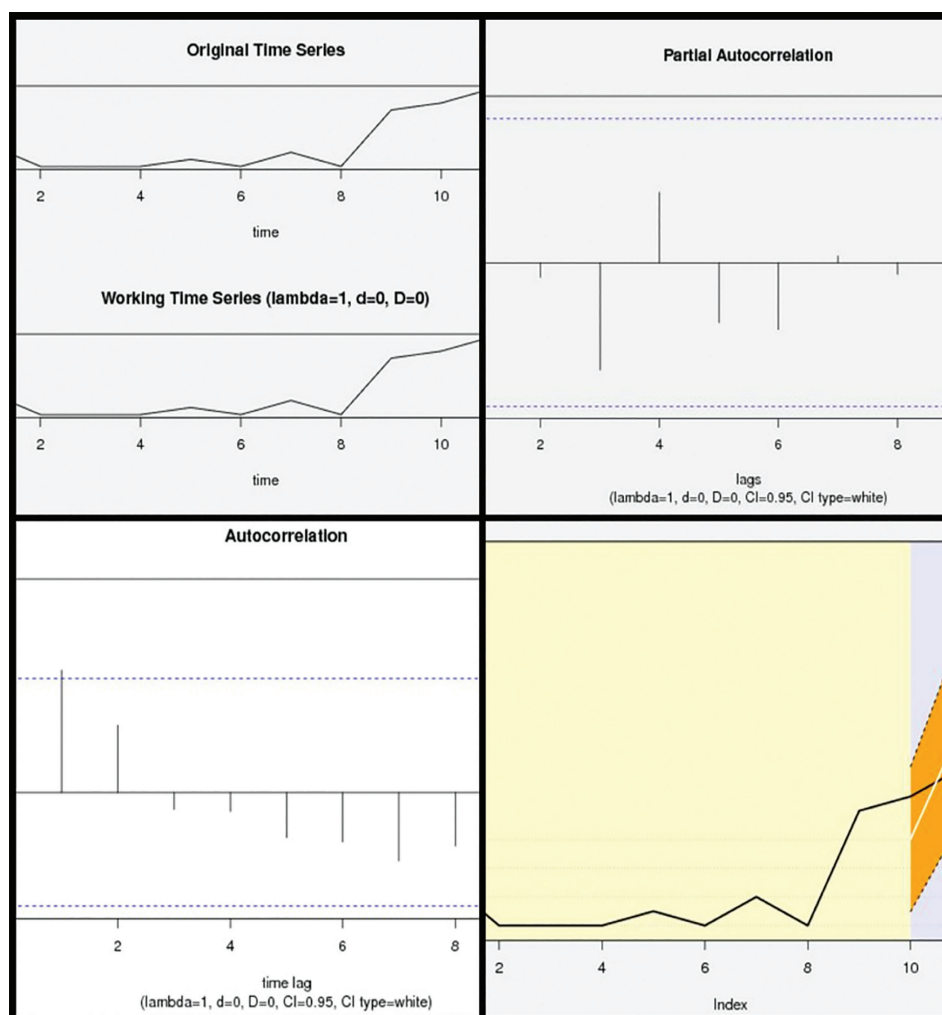 Original Time Series
2 4 6 8 10
time
Working Time Series (lambda=1, d=0, D=0)
2 4 6 8 10
time
Partial Autocorrelation
2 4 6 8
lags
(lambda=1, d=0, D=0, CI=0.95, CI type=white)
Autocorrelation
2 4 6 8
time lag
(lambda=1, d=0, D=0, CI=0.95, CI type=white)
2 4 6 8 10
Index